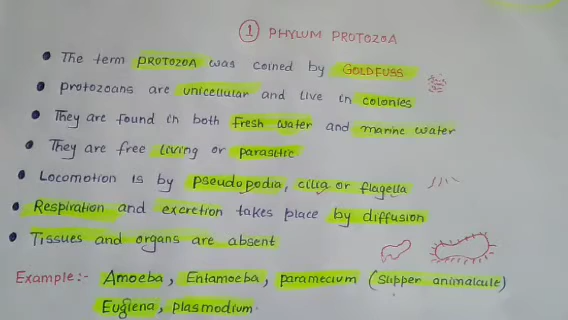 ① PHYLUM PROTOZOA
• The term PROTOZOA was coined by GOLDFUSS
• protozoans are unicellular and live in colonies
• They are found in both fresh water and marine water
• They are free living or parasitic
• Locomotion is by pseudopodia, cilia or flagella
• Respiration and excretion takes place by diffusion
• Tissues and organs are absent
Example:- Amoeba, Entamoeba, paramecium (slipper animalcule)
Euglena, plasmodium.